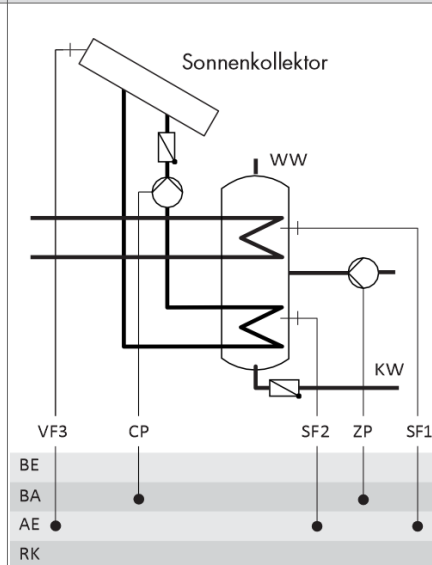 Sonnenkollektor
WW
KW
VF3 CP SF2 ZP SF1
BE
BA
AE
RK